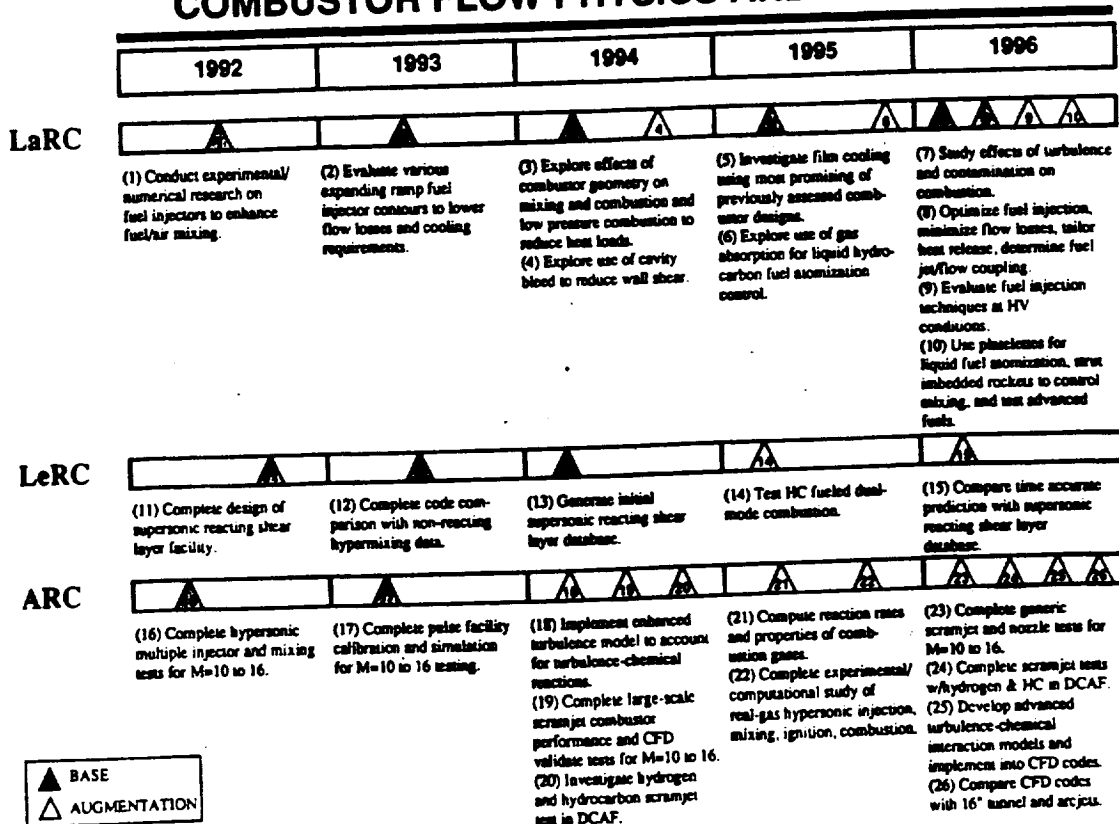 COMBUSTOR FLOW PHYSICS AND
1992
1993
1994
1995
1996
LaRC
4
6
9
10
(1) Conduct experimental/
numerical research on
fuel injectors to enhance
fuel/air mixing.
(2) Evaluate various
expanding ramp fuel
injector contours to lower
flow losses and cooling
requirements.
(3) Explore effects of
combustor geometry on
mixing and combustion and
low pressure combustion to
reduce heat loads.
(4) Explore use of cavity
bleed to reduce wall shear.
(5) Investigate film cooling
using most promising of
previously assessed comb-
ustor designs.
(6) Explore use of gas
absorption for liquid hydro-
carbon fuel atomization
control.
(7) Study effects of turbulence
and contamination on
combustion.
(8) Optimize fuel injection,
minimize flow losses, tailor
heat release, determine fuel
jet/flow coupling.
(9) Evaluate fuel injection
techniques at HV
conditions.
(10) Use
liquid fuel atomization, strut
imbedded rockets to control
mixing, and test advanced
fuels.
LeRC
14
15
(11) Complete design of
supersonic reacting shear
layer facility.
(12) Complete code com-
parison with non-reacting
hypermixing data.
(13) Generate initial
supersonic reacting shear
layer database.
(14) Test HC fueled dual-
mode combustion.
(15) Compare time accurate
prediction with supersonic
reacting shear layer
database.
ARC
18
19
20
21
22
23
24
25
26
(16) Complete hypersonic
multiple injector and mixing
tests for M=10 to 16.
(17) Complete pulse facility
calibration and simulation
for M=10 to 16 testing.
(18) Implement enhanced
turbulence model to account
for turbulence-chemical
reactions.
(19) Complete large-scale
scramjet combustor
performance and CFD
validate tests for M=10 to 16.
(20) Investigate hydrogen
and hydrocarbon scramjet
test in DCAF.
(21) Compute reaction rates
and properties of comb-
ustion gases.
(22) Complete experimental/
computational study of
real-gas hypersonic injection,
mixing, ignition, combustion.
(23) Complete generic
scramjet and nozzle tests for
M=10 to 16.
(24) Complete scramjet tests
w/hydrogen & HC in DCAF.
(25) Develop advanced
turbulence-chemical
interaction models and
implement into CFD codes.
(26) Compare CFD codes
with 16" tunnel and arcjets.
BASE
AUGMENTATION